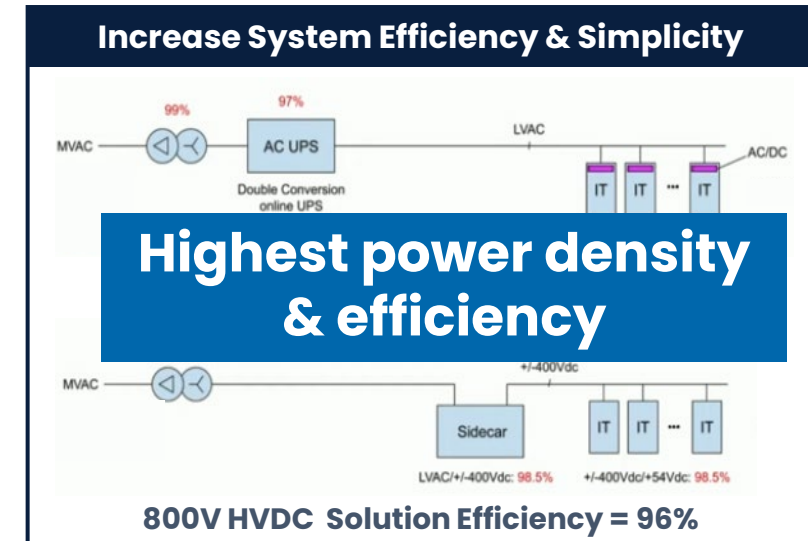 Increase System Efficiency & Simplicity
99%
97%
MVAC
AC UPS
LVAC
AC/DC
Double Conversion
online UPS
IT
IT
...
IT
Highest power density
& efficiency
+/-400Vdc
MVAC
Sidecar
IT
IT
...
IT
LVAC/+/-400Vdc: 98.5%
+/-400Vdc/+54Vdc: 98.5%
800V HVDC Solution Efficiency = 96%